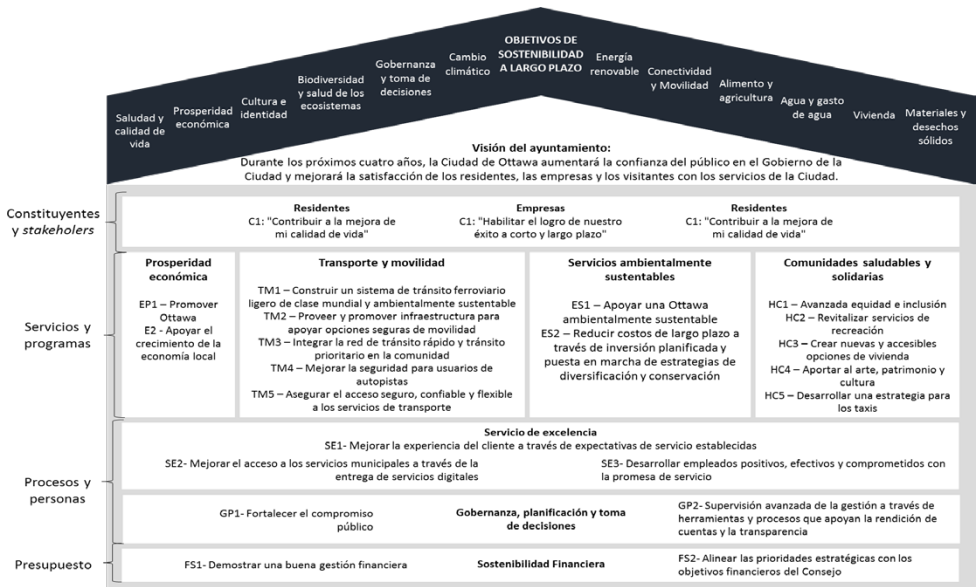 OBJETIVOS DE
SOSTENIBILIDAD
A LARGO PLAZO
Saludad y
calidad de
vida
Prosperidad
económica
Cultura e
identidad
Biodiversidad
y salud de los
ecosistemas
Gobernanza
y toma de
decisiones
Cambio
climático
Energía
renovable
Conectividad
y Movilidad
Alimento y
agricultura
Agua y gasto
de agua
Vivienda
Materiales y
desechos
sólidos
Visión del ayuntamiento:
Durante los próximos cuatro años, la Ciudad de Ottawa aumentará la confianza del público en el Gobierno de la
Ciudad y mejorará la satisfacción de los residentes, las empresas y los visitantes con los servicios de la Ciudad.
Constituyentes
y stakeholers
Residentes
C1: "Contribuir a la mejora de
mi calidad de vida"
Empresas
C1: "Habilitar el logro de nuestro
éxito a corto y largo plazo"
Residentes
C1: "Contribuir a la mejora de
mi calidad de vida"
Servicios y
programas
Prosperidad
económica
EP1 – Promover
Ottawa
E2 - Apoyar el
crecimiento de la
economía local
Transporte y movilidad
TM1 – Construir un sistema de tránsito ferroviario
ligero de clase mundial y ambientalmente sustentable
TM2 – Proveer y promover infraestructura para
apoyar opciones seguras de movilidad
TM3 – Integrar la red de tránsito rápido y tránsito
prioritario en la comunidad
TM4 – Mejorar la seguridad para usuarios de
autopistas
TM5 – Asegurar el acceso seguro, confiable y flexible
a los servicios de transporte
Servicios ambientalmente
sustentables
ES1 – Apoyar una Ottawa
ambientalmente sustentable
ES2 – Reducir costos de largo plazo a
través de inversión planificada y
puesta en marcha de estrategias de
diversificación y conservación
Comunidades saludables y
solidarias
HC1 – Avanzada equidad e inclusión
HC2 – Revitalizar servicios de
recreación
HC3 – Crear nuevas y accesibles
opciones de vivienda
HC4 – Aportar al arte, patrimonio y
cultura
HC5 – Desarrollar una estrategia para
los taxis
Procesos y
personas
Servicio de excelencia
SE1- Mejorar la experiencia del cliente a través de expectativas de servicio establecidas
SE2- Mejorar el acceso a los servicios municipales a través de la
entrega de servicios digitales
SE3- Desarrollar empleados positivos, efectivos y comprometidos con
la promesa de servicio
GP1- Fortalecer el compromiso
público
Gobernanza, planificación y toma
de decisiones
GP2- Supervisión avanzada de la gestión a través de
herramientas y procesos que apoyan la rendición de
cuentas y la transparencia
Presupuesto
FS1- Demostrar una buena gestión financiera
Sostenibilidad Financiera
FS2- Alinear las prioridades estratégicas con los
objetivos financieros del Consejo